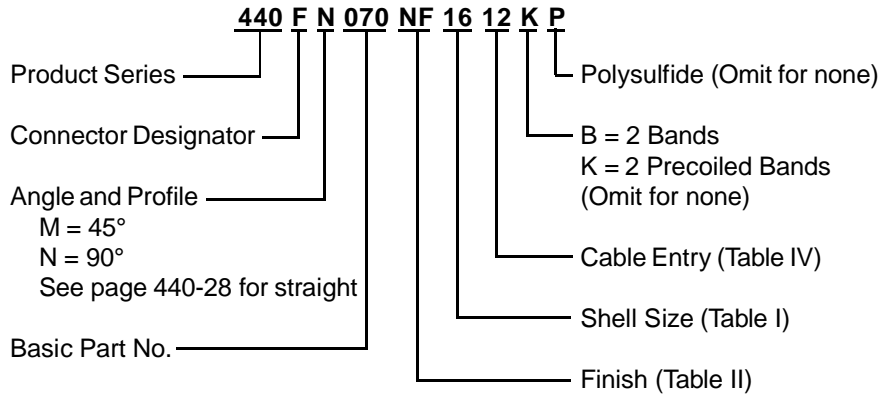 440 F N 070 NF 16 12 K P
Product Series
Connector Designator
Angle and Profile
M = 45°
N = 90°
See page 440-28 for straight
Basic Part No.
Polysulfide (Omit for none)
B = 2 Bands
K = 2 Precoiled Bands
(Omit for none)
Cable Entry (Table IV)
Shell Size (Table I)
Finish (Table II)